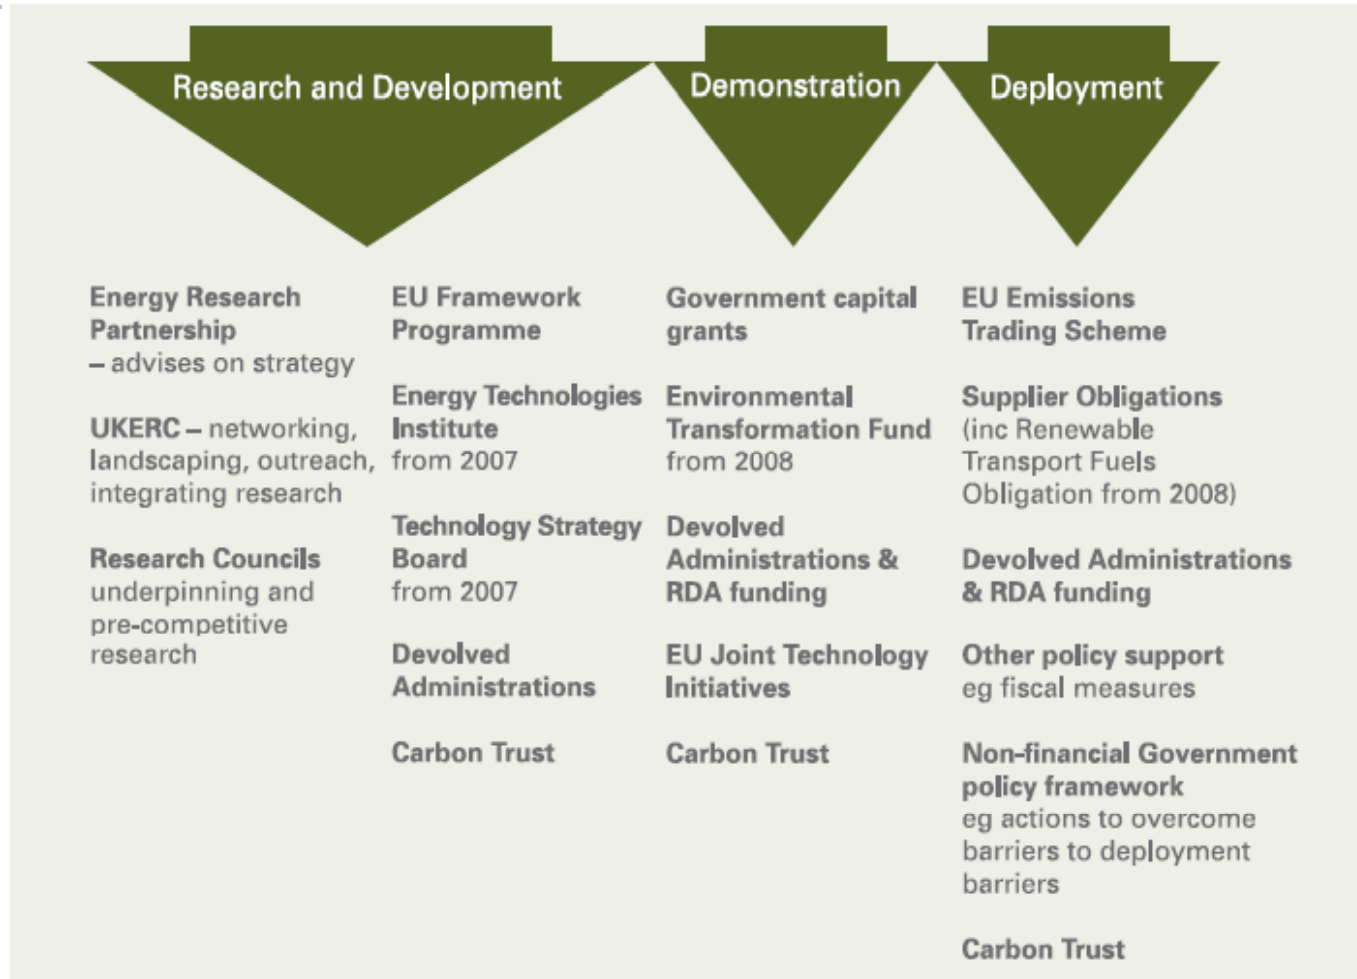 Research and Development
Demonstration
Deployment
Energy Research
Partnership
– advises on strategy
UKERC – networking,
landscaping, outreach,
integrating research
Research Councils
underpinning and
pre-competitive
research
EU Framework
Programme
Energy Technologies
Institute
from 2007
Technology Strategy
Board
from 2007
Devolved
Administrations
Carbon Trust
Government capital
grants
Environmental
Transformation Fund
from 2008
Devolved
Administrations &
RDA funding
EU Joint Technology
Initiatives
Carbon Trust
EU Emissions
Trading Scheme
Supplier Obligations
(inc Renewable
Transport Fuels
Obligation from 2008)
Devolved Administrations
& RDA funding
Other policy support
eg fiscal measures
Non-financial Government
policy framework
eg actions to overcome
barriers to deployment
barriers
Carbon Trust